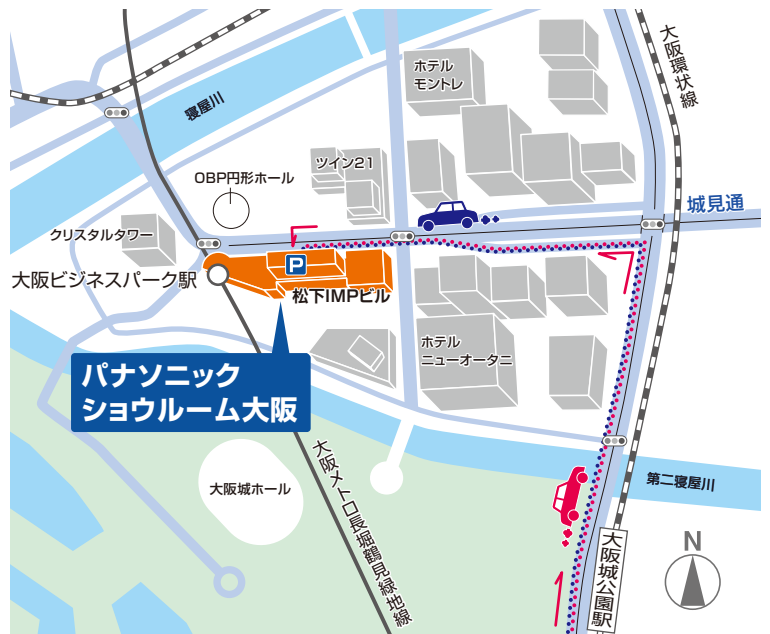 大阪環状線
ホテル
モントレ
寝屋川
ツイン21
OBP円形ホール
城見通
クリスタルタワー
大阪ビジネスパーク駅
P
松下IMPビル
ホテル
ニューオータニ
パナソニック
ショウルーム大阪
大阪メトロ長堀鶴見緑地線
大阪城ホール
第二寝屋川
大阪城公園駅
N